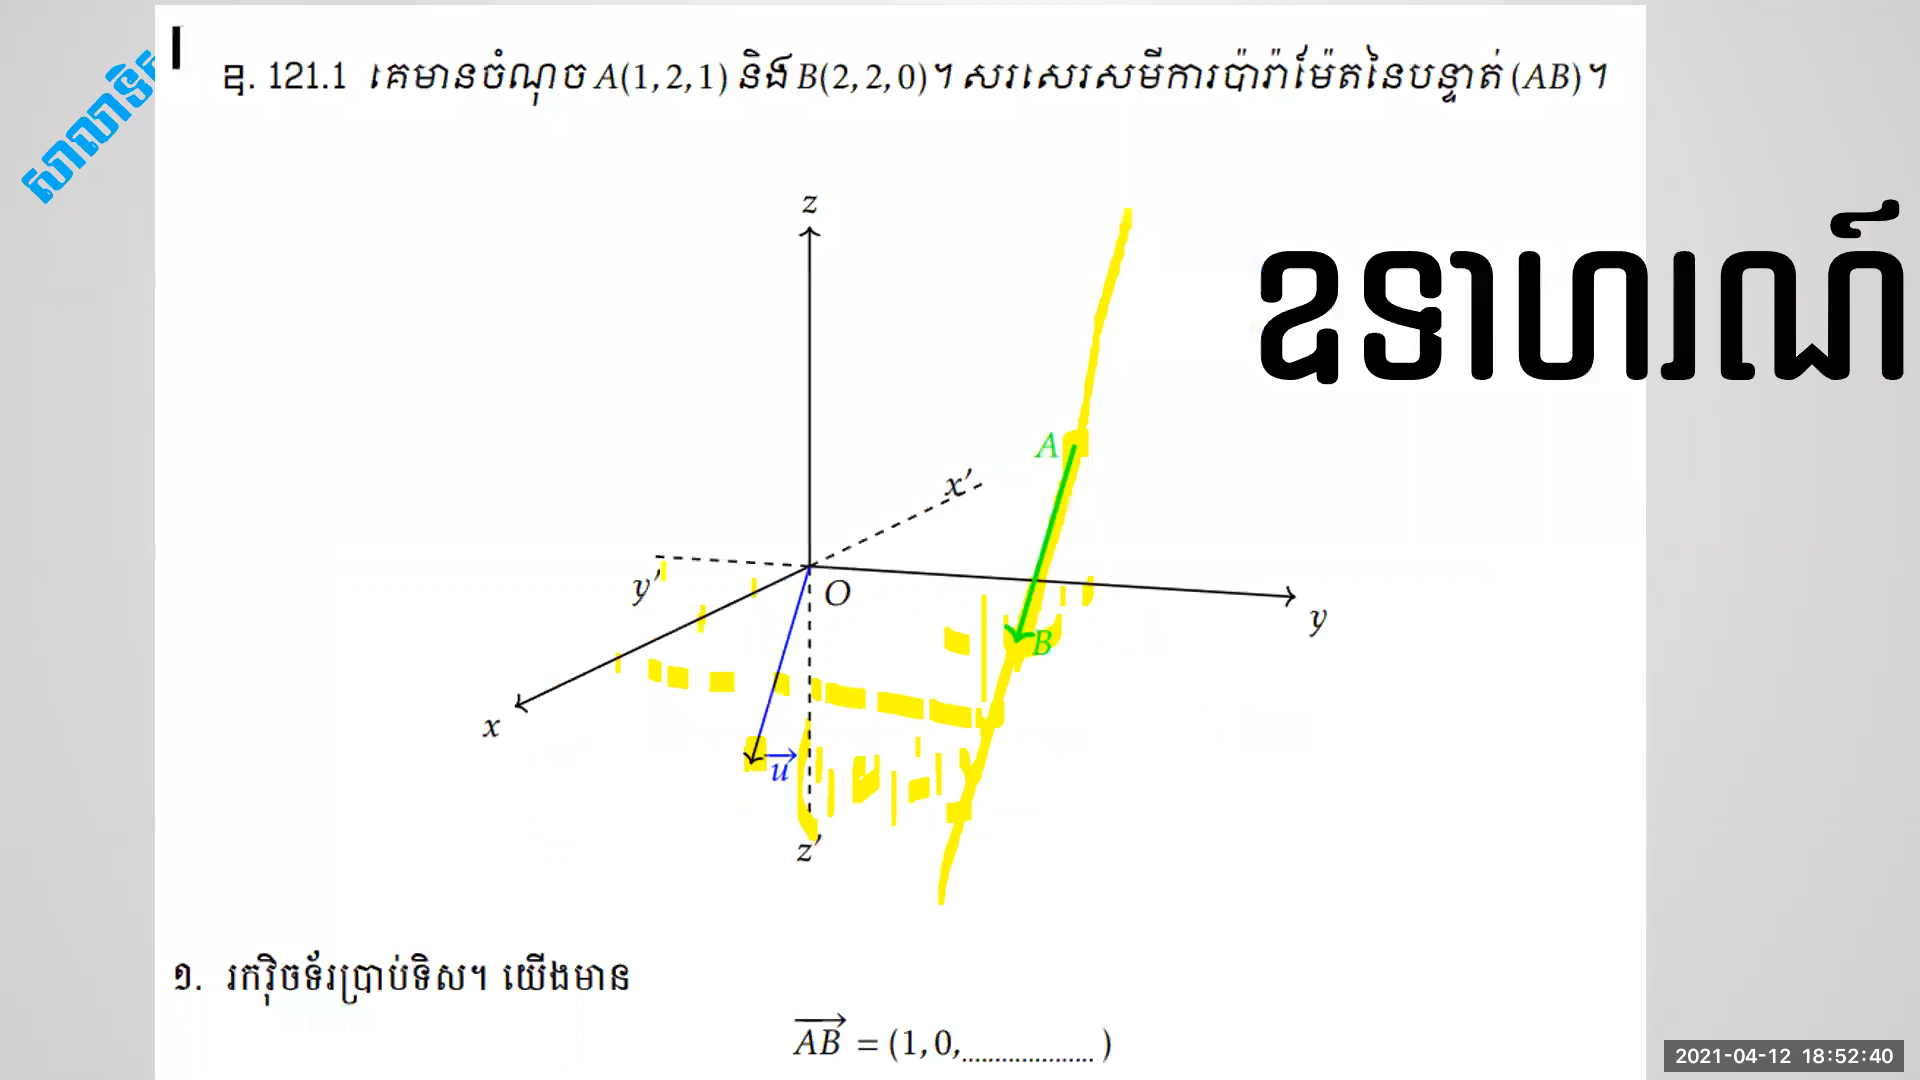 ឧ. 121.1 គេមានចំណុច A(1,2,1) និង B(2,2,0)។ សរសេរសមីការប៉ារ៉ាម៉ែតនៃបន្ទាត់ (AB)។
ឧទាហរណ៍
z
A
x′
y′
O
y
B
x
u
z′
១. រកវ៉ិចទ័រប្រាប់ទិស។ យើងមាន
AB = (1,0,....................)
2021-04-12 18:52:40